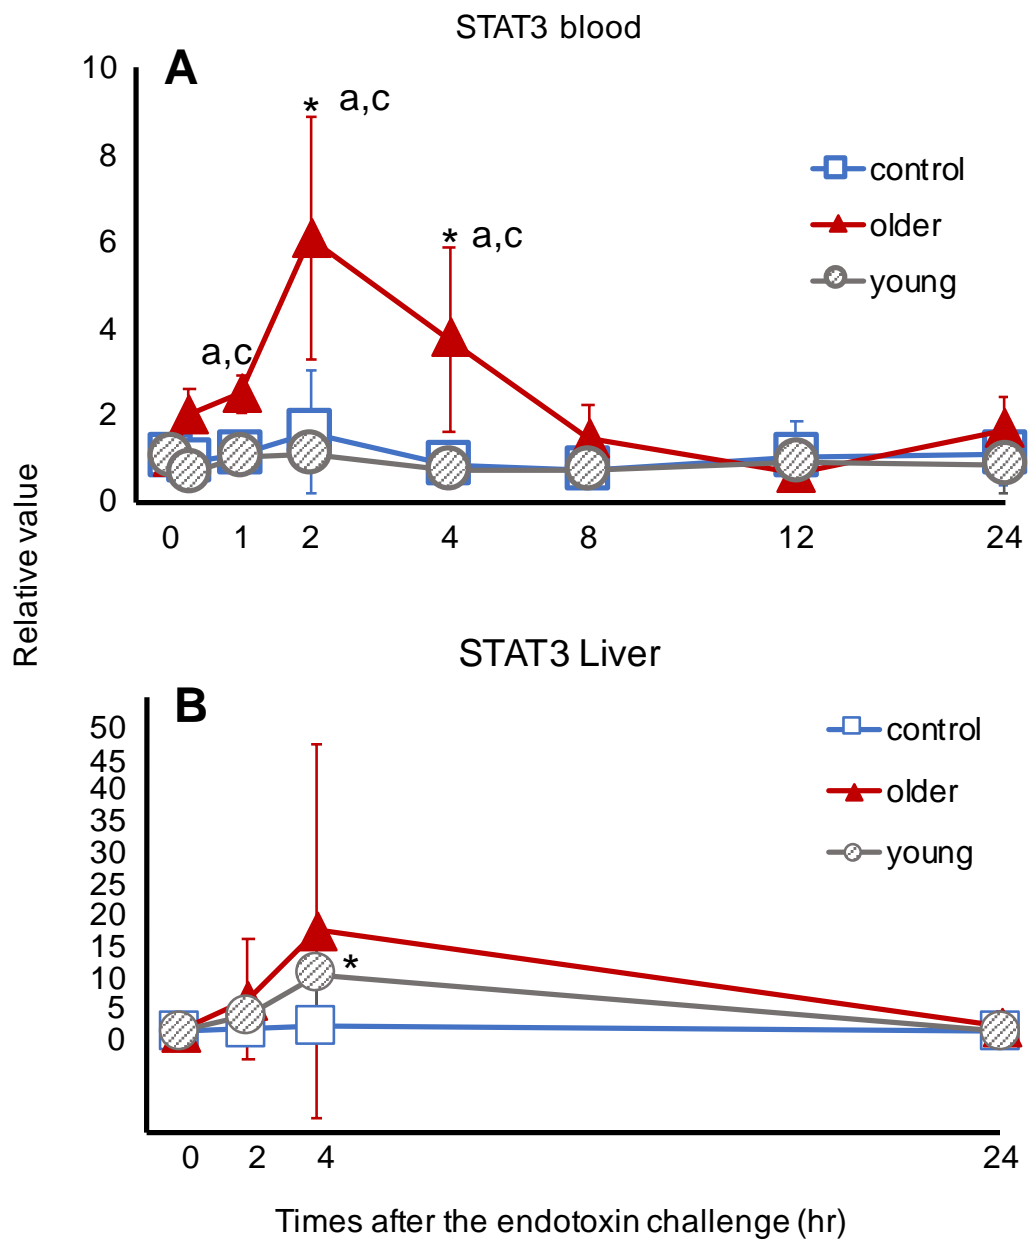 STAT3 blood
A
10
8
6
4
2
0
* a,c
* a,c
a,c
control
older
young
0 1 2 4 8 12 24
Relative value
STAT3 Liver
B
50
45
40
35
30
25
20
15
10
5
0
*
control
older
young
0 2 4 24
Times after the endotoxin challenge (hr)